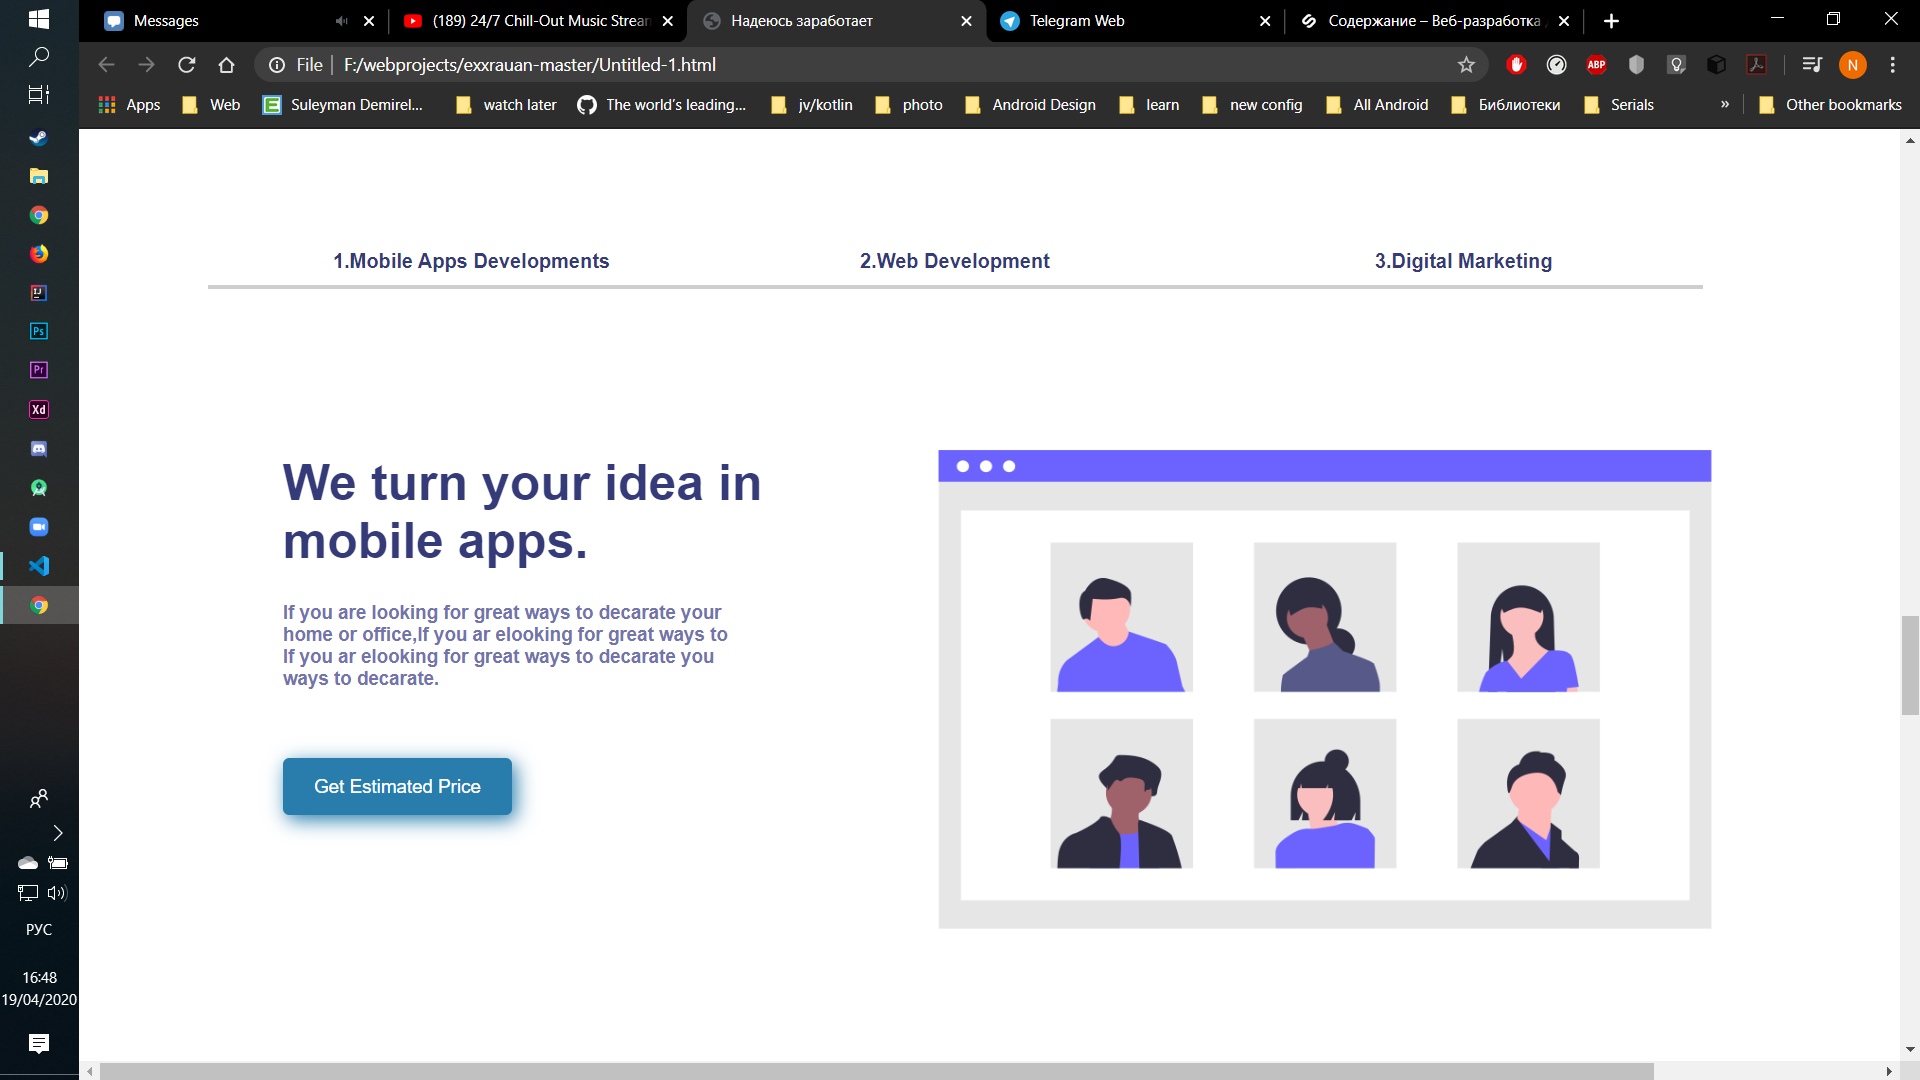 Messages
(189) 24/7 Chill-Out Music Strean
Надеюсь заработает
Telegram Web
Содержание – Веб-разработка
File
F:/webprojects/exxrauan-master/Untitled-1.html
ABP
N
Apps
Web
Suleyman Demirel...
watch later
The world's leading...
jv/kotlin
photo
Android Design
learn
new config
All Android
Библиотеки
Serials
»
Other bookmarks
IJ
Ps
Pr
Xd
РУС
16:48
19/04/2020
1.Mobile Apps Developments
2.Web Development
3.Digital Marketing
We turn your idea in
mobile apps.
If you are looking for great ways to decarate your
home or office,If you ar elooking for great ways to
If you ar elooking for great ways to decarate you
ways to decarate.
Get Estimated Price